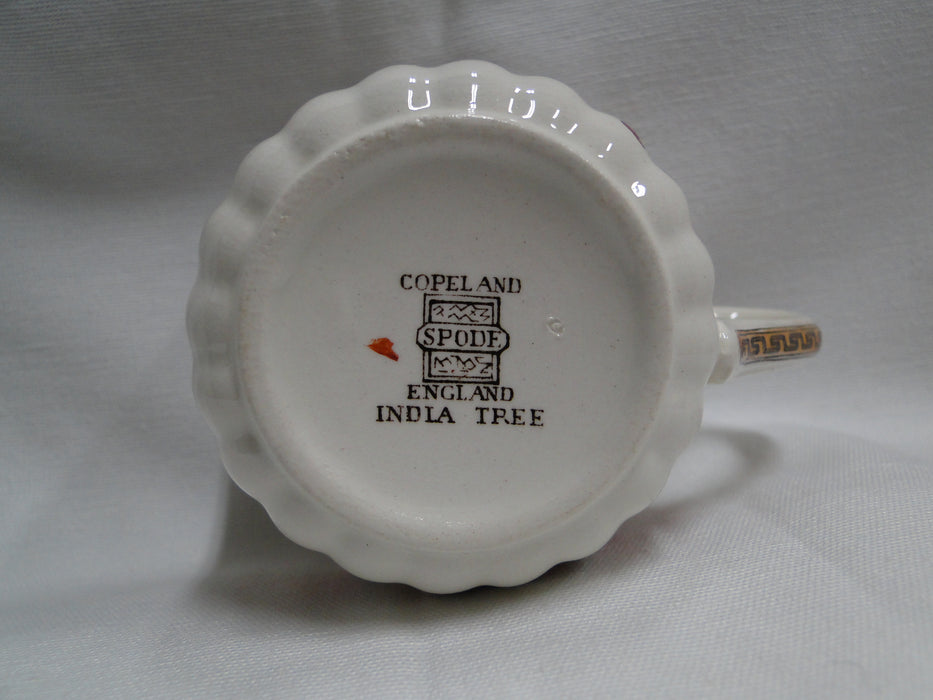 COPELAND
SPODE
ENGLAND
INDIA TREE